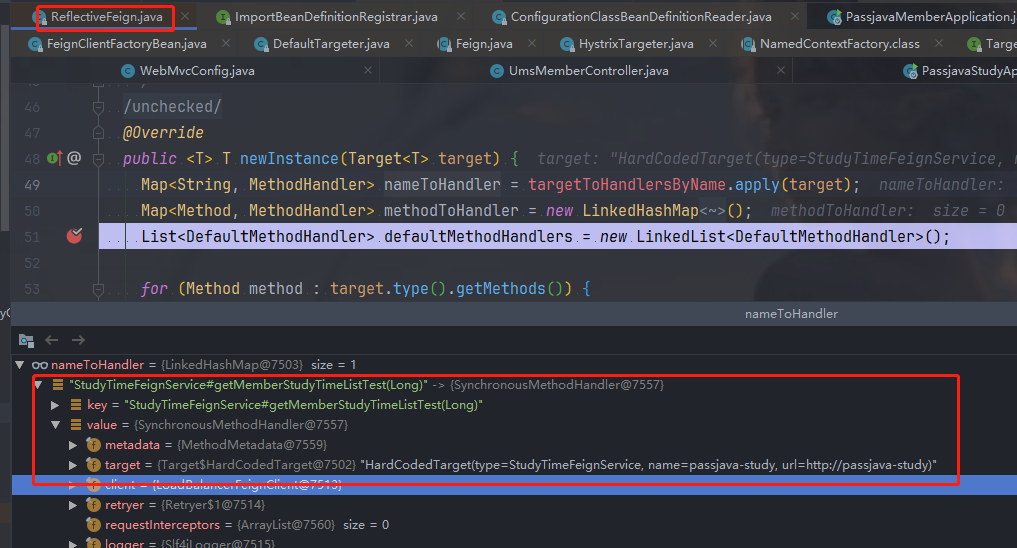 ReflectiveFeign.java ImportBeanDefinitionRegistrar.java ConfigurationClassBeanDefinitionReader.java PassjavaMemberApplication.j
FeignClientFactoryBean.java DefaultTargeter.java Feign.java HystrixTargeter.java NamedContextFactory.class Targe
WebMvcConfig.java UmsMemberController.java PassjavaStudyAp
46 /unchecked/
47 @Override
48 @ public <T> T newInstance(Target<T> target) { target: "HardCodedTarget(type=StudyTimeFeignService,
49 Map<String, MethodHandler> nameToHandler = targetToHandlersByName.apply(target); nameToHandler:
50 Map<Method, MethodHandler> methodToHandler = new LinkedHashMap<~>(); methodToHandler: size = 0
51 List<DefaultMethodHandler> defaultMethodHandlers = new LinkedList<DefaultMethodHandler>();
52
53 for (Method method : target.type().getMethods()) {
nameToHandler
nameToHandler = {LinkedHashMap@7503} size = 1
"StudyTimeFeignService#getMemberStudyTimeListTest(Long)" -> {SynchronousMethodHandler@7557}
key = "StudyTimeFeignService#getMemberStudyTimeListTest(Long)"
value = {SynchronousMethodHandler@7557}
metadata = {MethodMetadata@7559}
target = {Target$HardCodedTarget@7502} "HardCodedTarget(type=StudyTimeFeignService, name=passjava-study, url=http://passjava-study)"
client = {LoadBalancerFeignClient@7513}
retryer = {Retryer$1@7514}
requestInterceptors = {ArrayList@7560} size = 0
logger = {Slf4jLogger@7515}